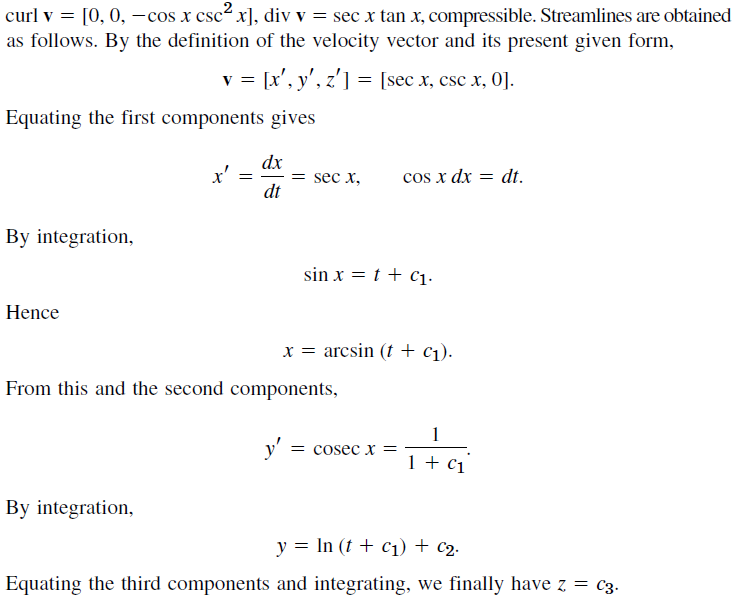 curl v = [0, 0, −cos x csc² x], div v = sec x tan x, compressible. Streamlines are obtained
as follows. By the definition of the velocity vector and its present given form,
v = [x′, y′, z′] = [sec x, csc x, 0].
Equating the first components gives
x′ = dx/dt = sec x, cos x dx = dt.
By integration,
sin x = t + c₁.
Hence
x = arcsin (t + c₁).
From this and the second components,
y′ = cosec x = 1/(1 + c₁).
By integration,
y = ln (t + c₁) + c₂.
Equating the third components and integrating, we finally have z = c₃.